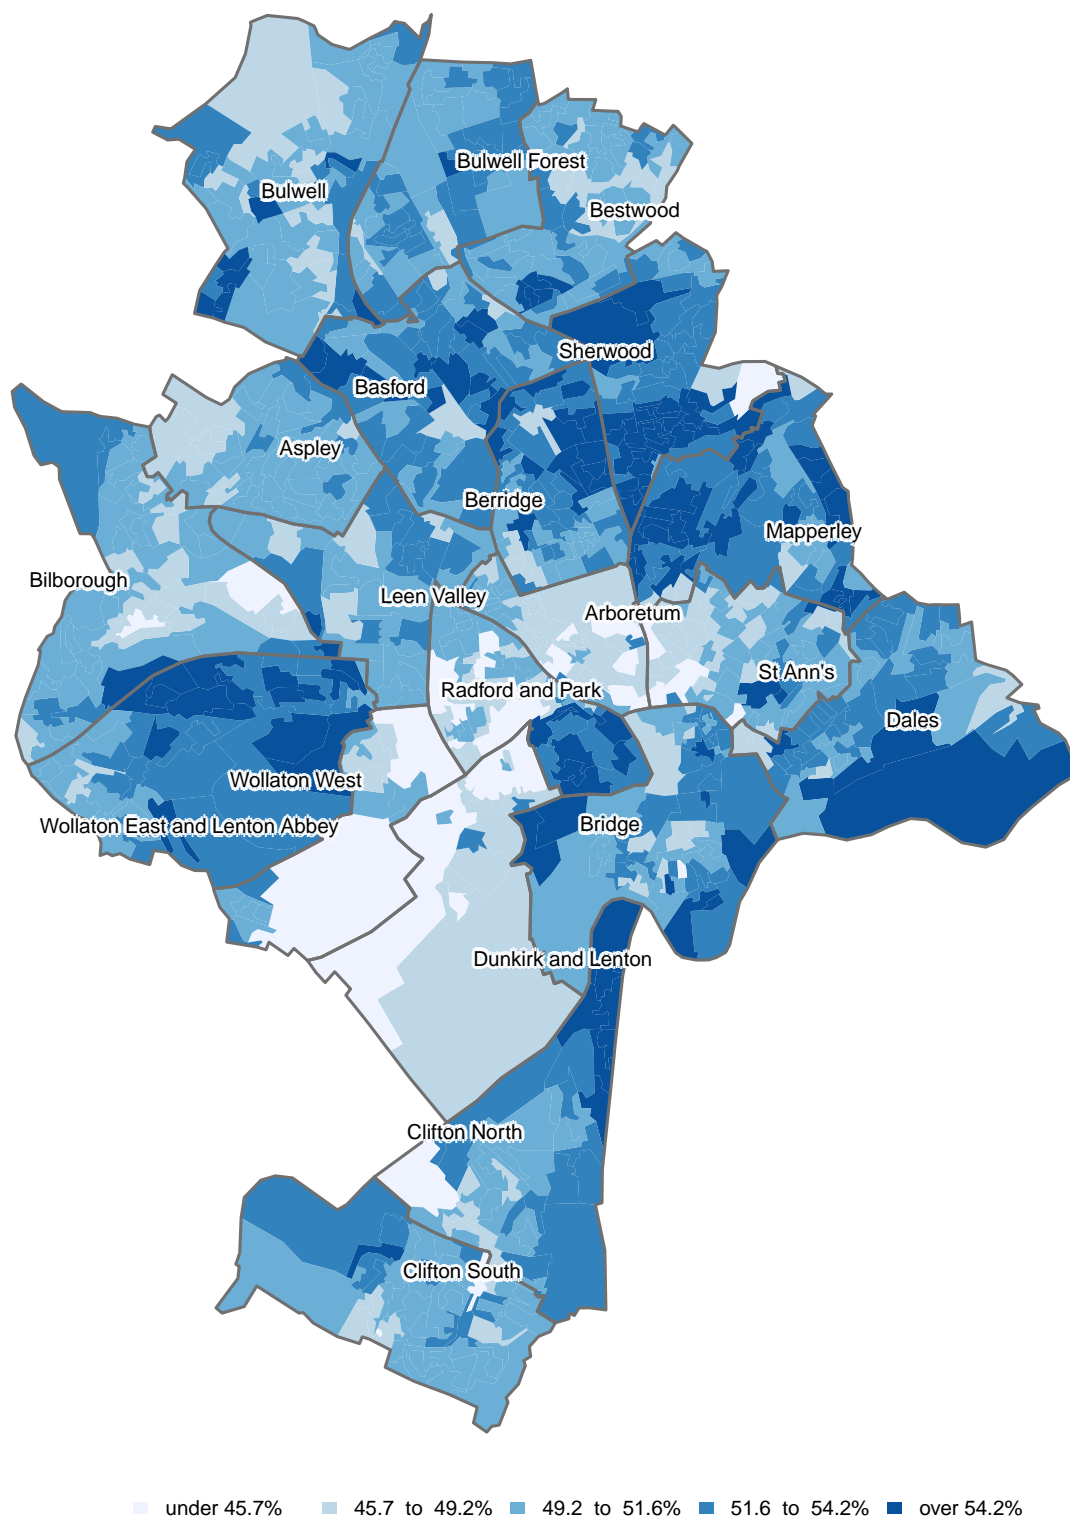 Bulwell Forest
Bulwell
Bestwood
Sherwood
Basford
Aspley
Berridge
Mapperley
Bilborough
Leen Valley
Arboretum
St Ann's
Radford and Park
Dales
Wollaton West
Wollaton East and Lenton Abbey
Bridge
Dunkirk and Lenton
Clifton North
Clifton South
under 45.7% 45.7 to 49.2% 49.2 to 51.6% 51.6 to 54.2% over 54.2%